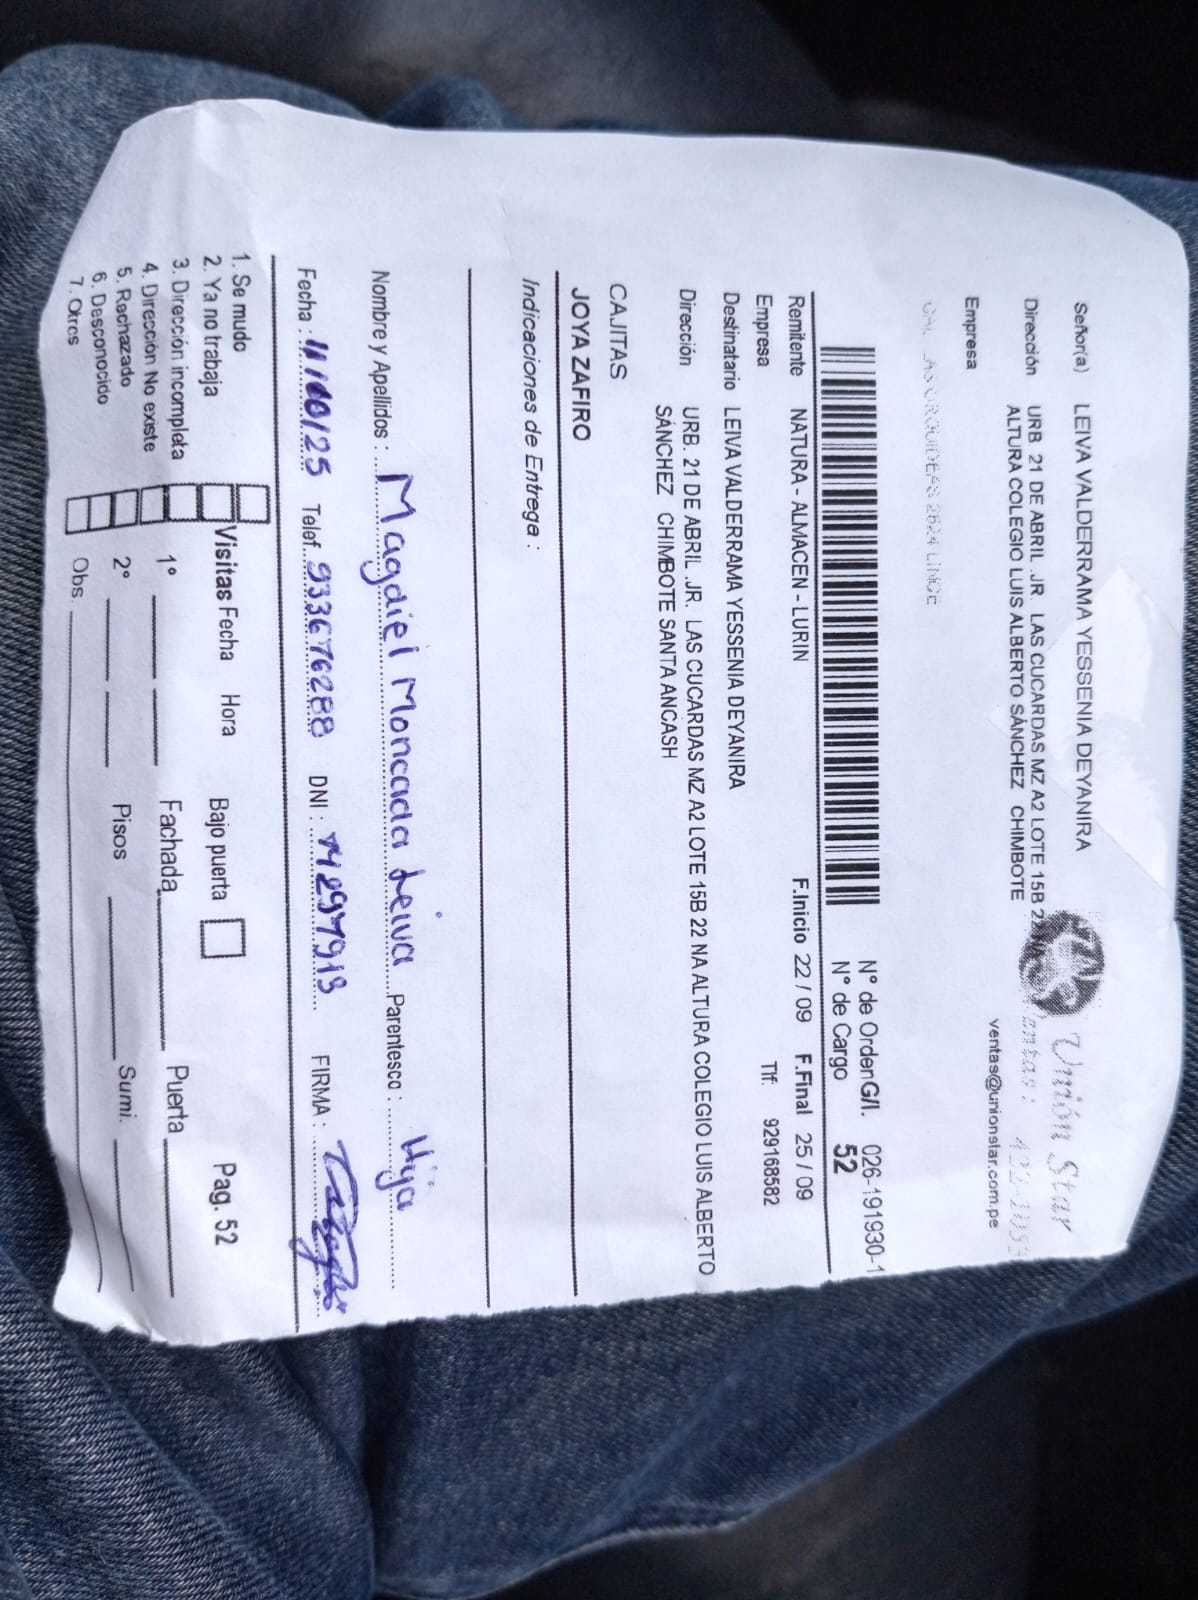 Señor(a) LEIVA VALDERRAMA YESSENIA DEYANIRA
Dirección URB. 21 DE ABRIL .JR. LAS CUCARDAS MZ A2 LOTE 15B
ALTURA COLEGIO LUIS ALBERTO SÁNCHEZ CHIMBOTE
Unión Star
ventas@unionstar.com.pe
Empresa
LAS ORQUIDEAS 2624 LINCE
N° de Orden G/I. 026-191930-1
N° de Cargo 52
Remitente NATURA - ALMACEN - LURIN F.Inicio 22 / 09 F.Final 25 / 09
Empresa Tlf: 929168582
Destinatario LEIVA VALDERRAMA YESSENIA DEYANIRA
Dirección URB. 21 DE ABRIL .JR. LAS CUCARDAS MZ A2 LOTE 15B 22 NA ALTURA COLEGIO LUIS ALBERTO
SÁNCHEZ CHIMBOTE SANTA ANCASH
CAJITAS
JOYA ZAFIRO
Indicaciones de Entrega :
Nombre y Apellidos : Magdiel Moncada Leiva Parentesco : Hija
Fecha : Telef. 933676288 DNI : FIRMA :
1. Se mudo
2. Ya no trabaja
3. Dirección incompleta
4. Dirección No existe
5. Rechazado
6. Desconocido
7. Otros
Visitas Fecha Hora Bajo puerta Pag. 52
1° Fachada Puerta
2° Pisos Sumi.
Obs.